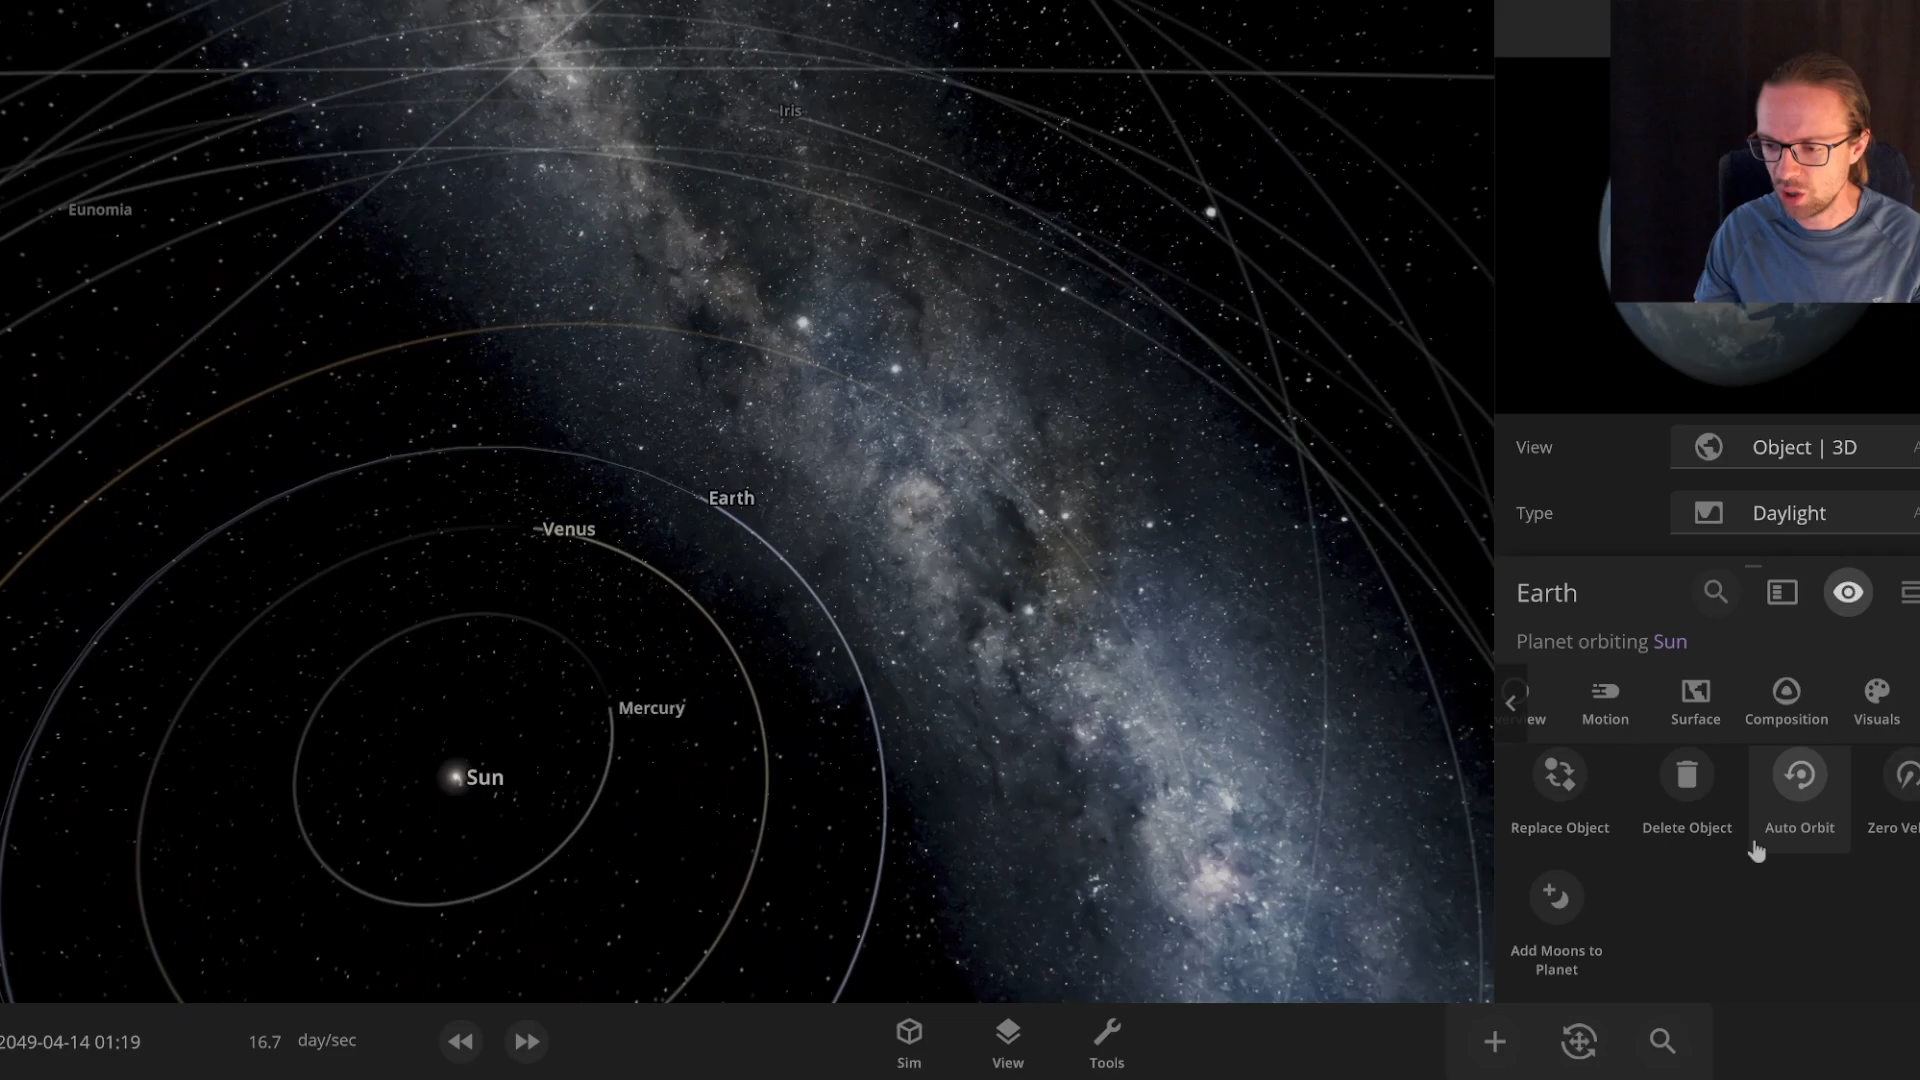 Iris
Eunomia
Earth
Venus
Mercury
Sun
View
Object | 3D
Type
Daylight
Earth
Planet orbiting Sun
Motion
Surface
Composition
Visuals
Replace Object
Delete Object
Auto Orbit
Zero Vel
Add Moons to
Planet
2049-04-14 01:19
16.7 day/sec
Sim
View
Tools